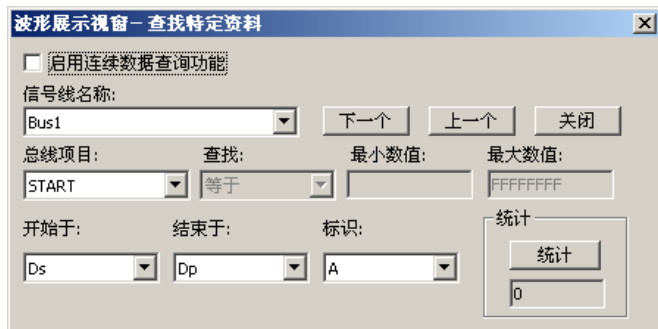 波形展示視窗－查找特定资料
启用连续数据查询功能
信号线名称:
Bus1 下一个 上一个 关闭
总线项目: 查找: 最小数值: 最大数值:
START 等于 FFFFFFFF
开始于: 结束于: 标识: 统计
Ds Dp A 统计
0